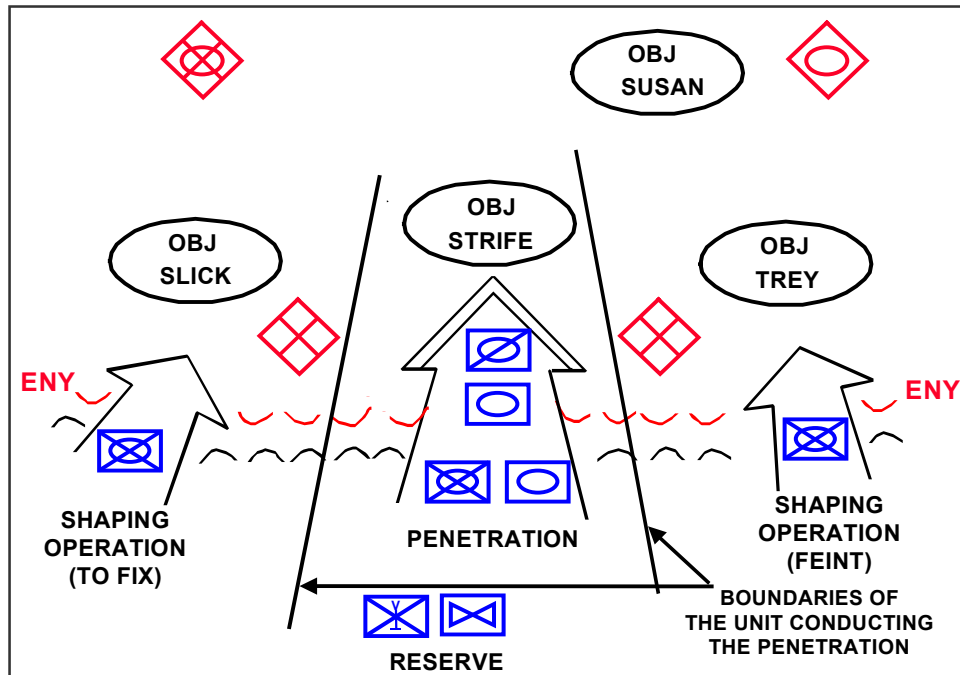 OBJ
SUSAN
OBJ
STRIFE
OBJ
SLICK
OBJ
TREY
ENY
ENY
SHAPING
OPERATION
(TO FIX)
PENETRATION
SHAPING
OPERATION
(FEINT)
BOUNDARIES OF
THE UNIT CONDUCTING
THE PENETRATION
RESERVE